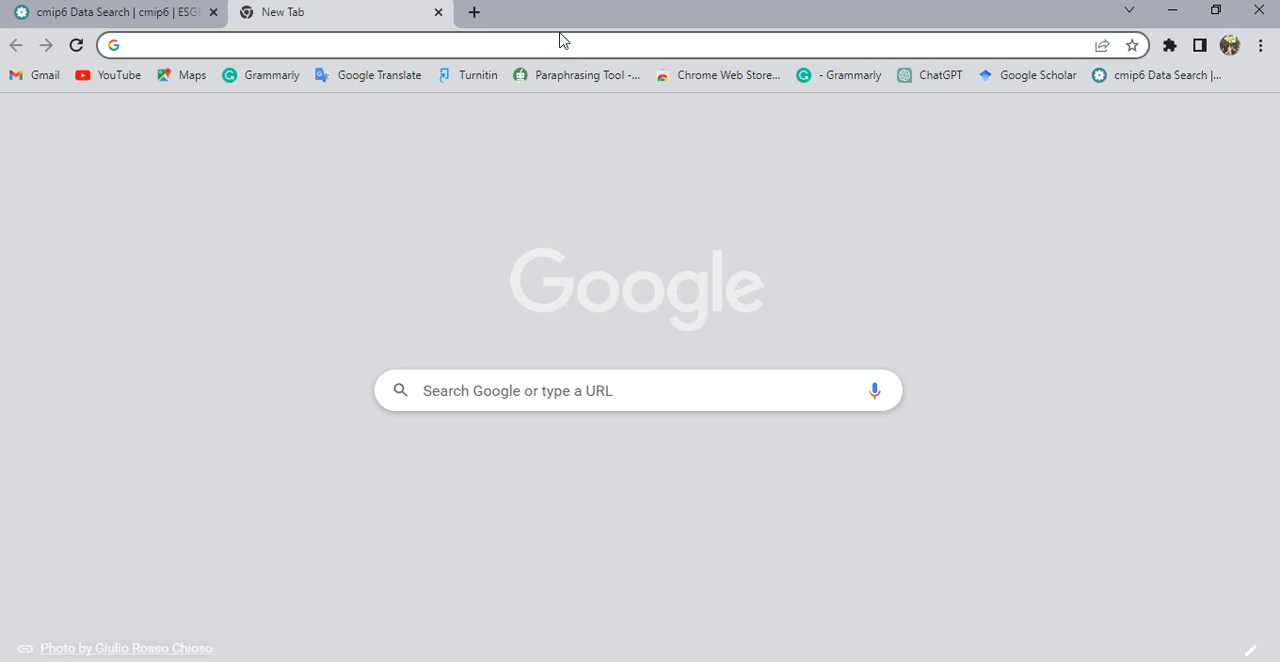 cmip6 Data Search | cmip6 | ESG
New Tab
Gmail
YouTube
Maps
Grammarly
Google Translate
Turnitin
Paraphrasing Tool -...
Chrome Web Store...
- Grammarly
ChatGPT
Google Scholar
cmip6 Data Search |...
Google
Search Google or type a URL
Photo by Giulio Rosso Chioso